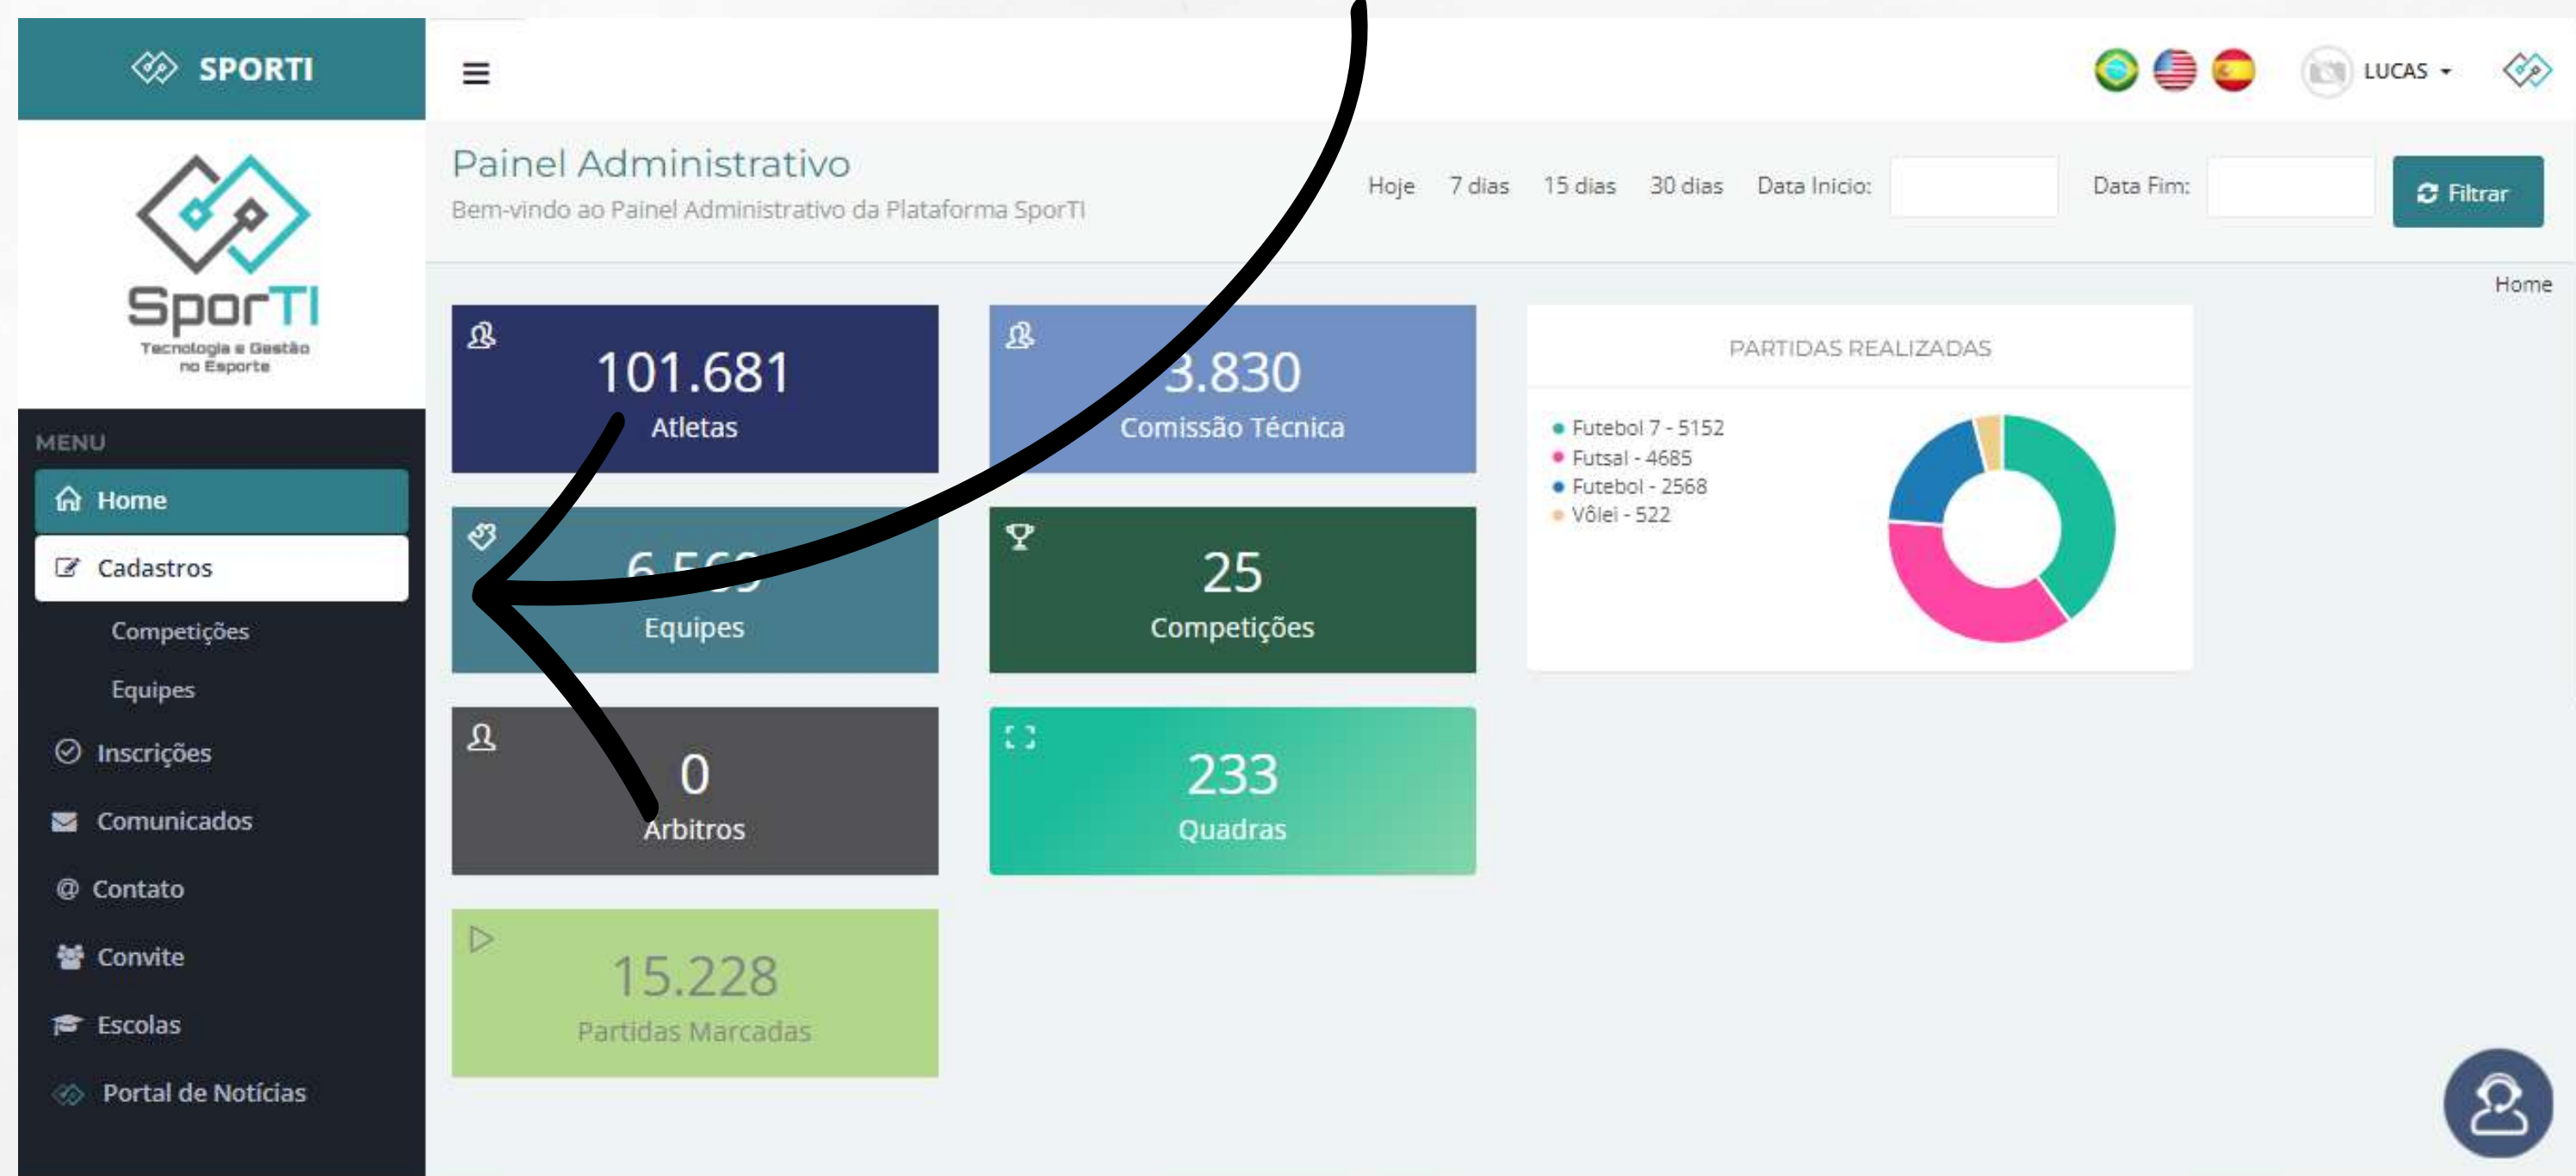 SPORTI
LUCAS
SporTI
Tecnologia e Gestão
no Esporte
MENU
Home
Cadastros
Competições
Equipes
Inscrições
Comunicados
@ Contato
Convite
Escolas
Portal de Notícias
Painel Administrativo
Bem-vindo ao Painel Administrativo da Plataforma SporTI
Hoje 7 dias 15 dias 30 dias Data Inicio: Data Fim: Filtrar
Home
101.681
Atletas
3.830
Comissão Técnica
Equipes
25
Competições
0
Arbitros
233
Quadras
15.228
Partidas Marcadas
PARTIDAS REALIZADAS
Futebol 7 - 5152
Futsal - 4685
Futebol - 2568
Vôlei - 522